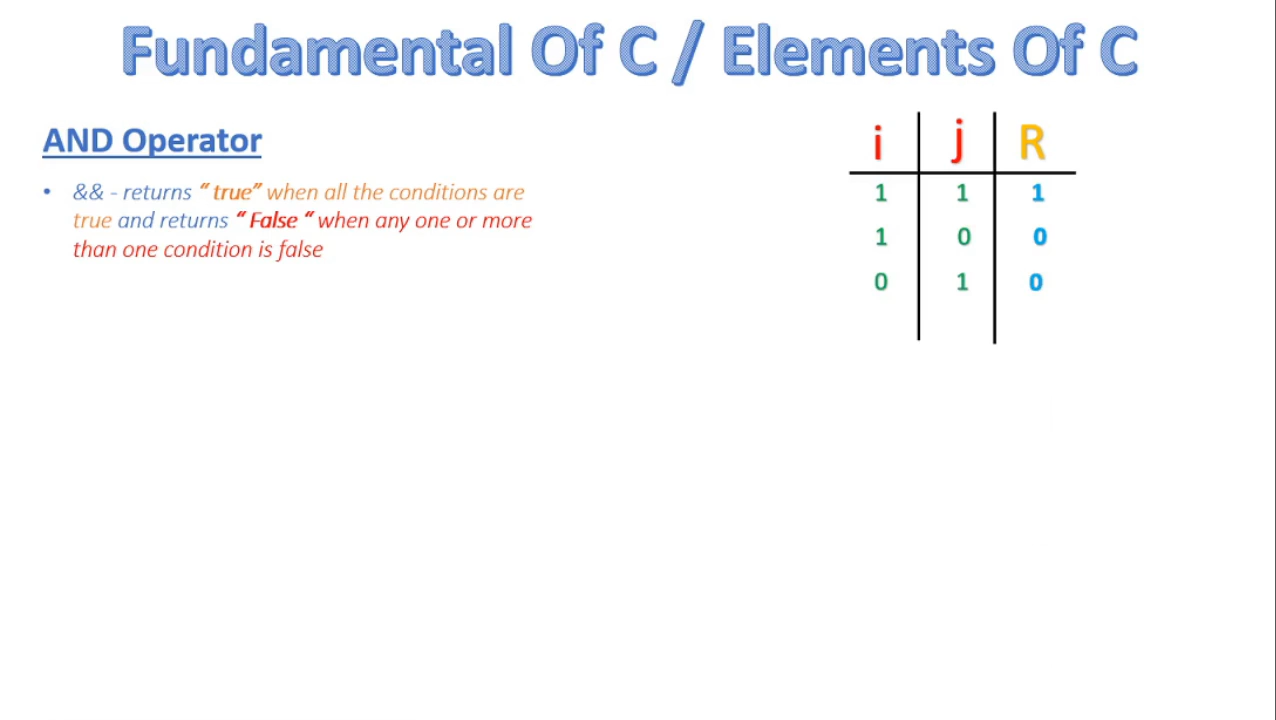 Fundamental Of C / Elements Of C
AND Operator
• && - returns “ true” when all the conditions are
true and returns “ False “ when any one or more
than one condition is false
i j R
1 1 1
1 0 0
0 1 0